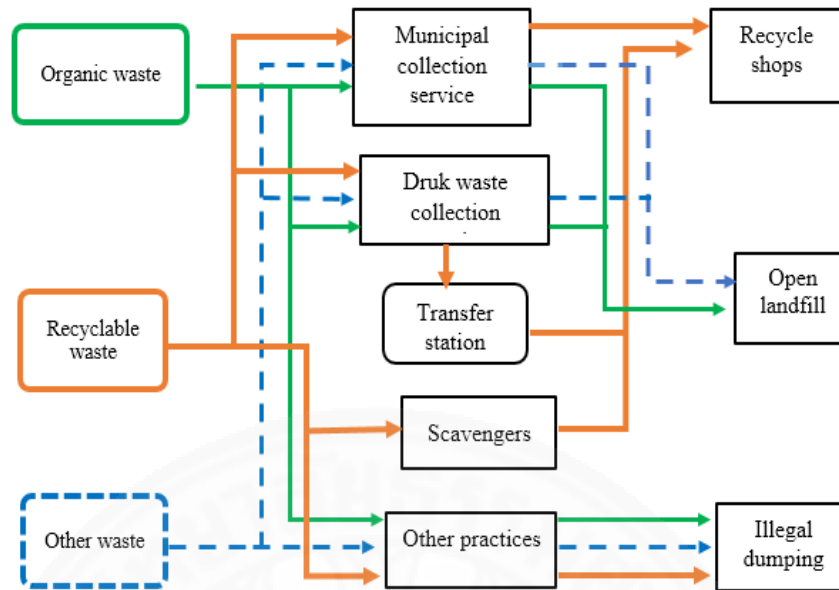 Organic waste
Municipal
collection
service
Recycle
shops
Druk waste
collection
Recyclable
waste
Transfer
station
Open
landfill
Scavengers
Other waste
Other practices
Illegal
dumping